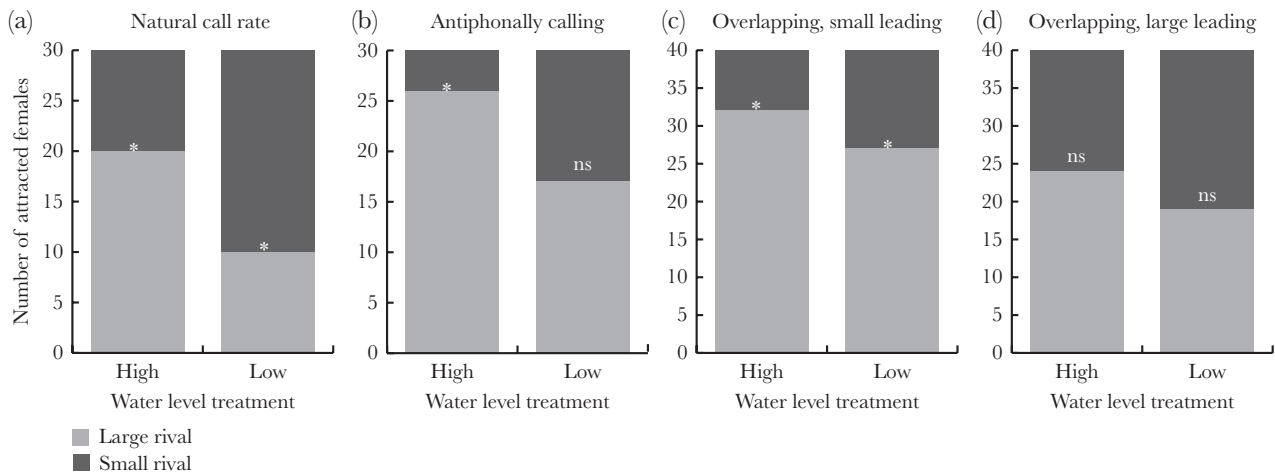 (a) Natural call rate
(b) Antiphonally calling
(c) Overlapping, small leading
(d) Overlapping, large leading
Number of attracted females
30
25
20
15
10
5
0
*
*
High Low
Water level treatment
30
25
20
15
10
5
0
*
ns
High Low
Water level treatment
40
35
30
25
20
15
10
5
0
*
*
High Low
Water level treatment
40
35
30
25
20
15
10
5
0
ns
ns
High Low
Water level treatment
Large rival
Small rival